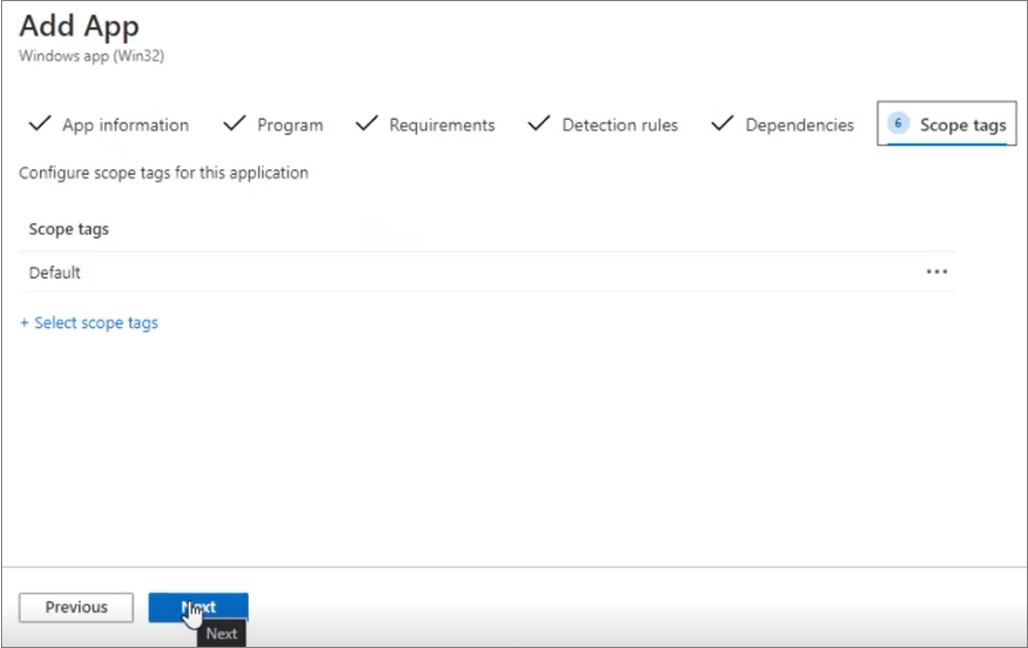 Add App
Windows app (Win32)
App information Program Requirements Detection rules Dependencies 6 Scope tags
Configure scope tags for this application
Scope tags
Default
+ Select scope tags
Previous Next
Next